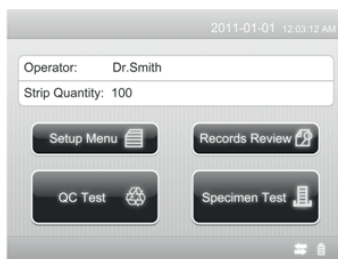 2011-01-01 12:03:12 AM
Operator: Dr.Smith
Strip Quantity: 100
Setup Menu
Records Review
QC Test
Specimen Test